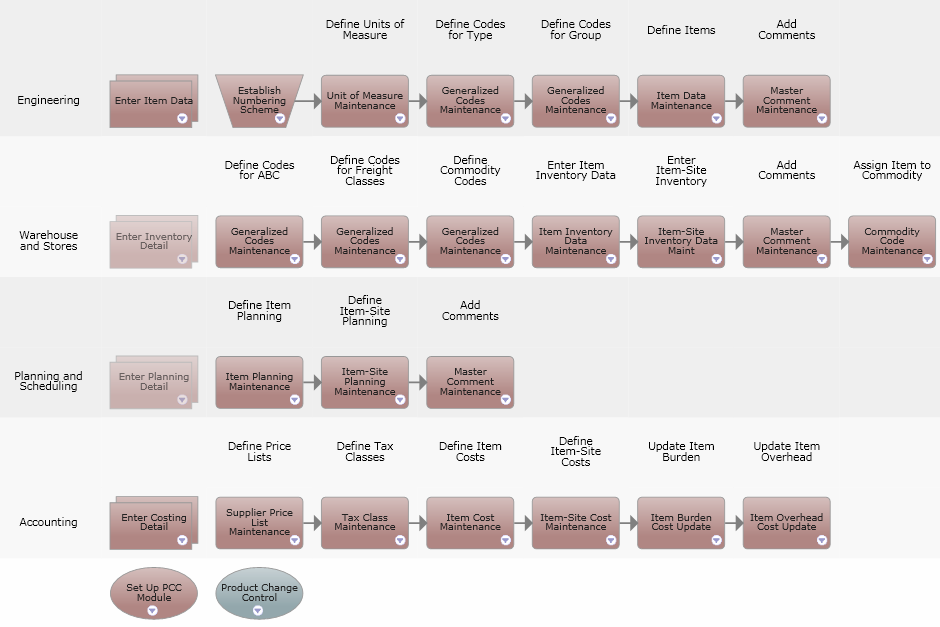 Define Units of
Measure
Define Codes
for Type
Define Codes
for Group
Define Items
Add
Comments
Engineering
Enter Item Data
Establish
Numbering
Scheme
Unit of Measure
Maintenance
Generalized
Codes
Maintenance
Generalized
Codes
Maintenance
Item Data
Maintenance
Master
Comment
Maintenance
Define Codes
for ABC
Define Codes
for Freight
Classes
Define
Commodity
Codes
Enter Item
Inventory Data
Enter
Item-Site
Inventory
Add
Comments
Assign Item to
Commodity
Warehouse
and Stores
Enter Inventory
Detail
Generalized
Codes
Maintenance
Generalized
Codes
Maintenance
Generalized
Codes
Maintenance
Item Inventory
Data
Maintenance
Item-Site
Inventory Data
Maint
Master
Comment
Maintenance
Commodity
Code
Maintenance
Define Item
Planning
Define
Item-Site
Planning
Add
Comments
Planning and
Scheduling
Enter Planning
Detail
Item Planning
Maintenance
Item-Site
Planning
Maintenance
Master
Comment
Maintenance
Define Price
Lists
Define Tax
Classes
Define Item
Costs
Define
Item-Site
Costs
Update Item
Burden
Update Item
Overhead
Accounting
Enter Costing
Detail
Supplier Price
List
Maintenance
Tax Class
Maintenance
Item Cost
Maintenance
Item-Site Cost
Maintenance
Item Burden
Cost Update
Item Overhead
Cost Update
Set Up PCC
Module
Product Change
Control